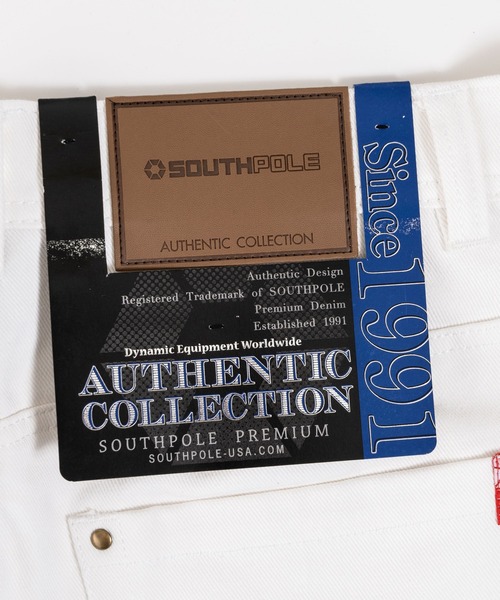 SOUTHPOLE
AUTHENTIC COLLECTION
Authentic Design
Registered Trademark of SOUTHPOLE
Premium Denim
Established 1991
Dynamic Equipment Worldwide
AUTHENTIC
COLLECTION
SOUTHPOLE PREMIUM
SOUTHPOLE-USA.COM
Since 1991